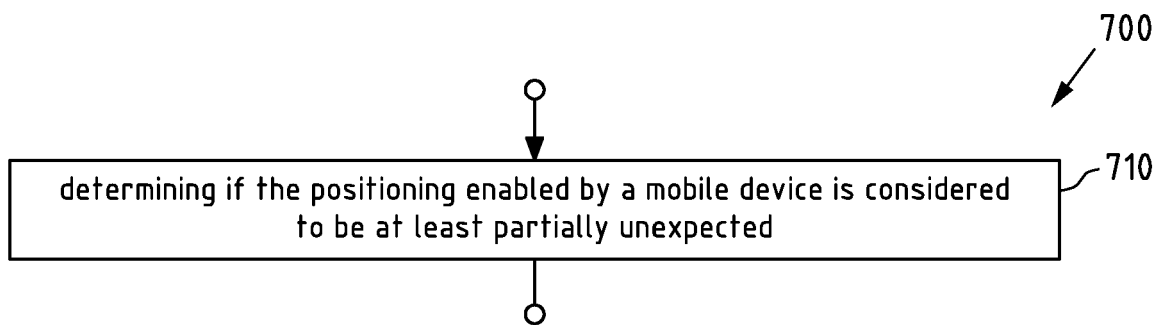 700
710
determining if the positioning enabled by a mobile device is considered
to be at least partially unexpected